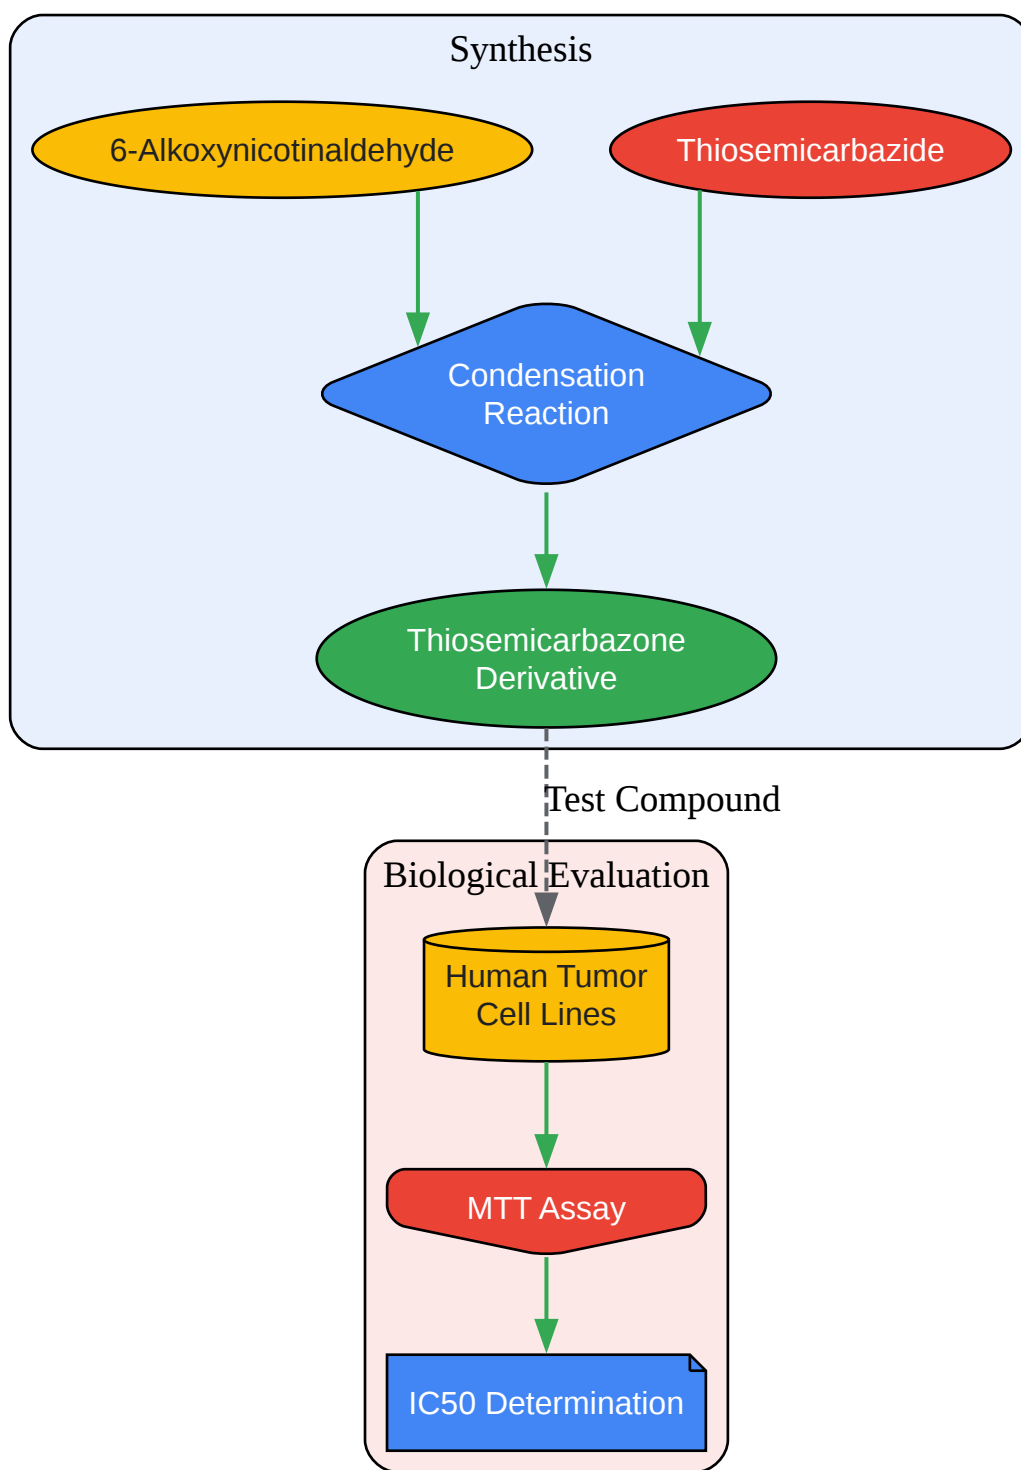 Synthesis
6-Alkoxynicotinaldehyde
Thiosemicarbazide
Condensation
Reaction
Thiosemicarbazone
Derivative
Test Compound
Biological Evaluation
Human Tumor
Cell Lines
MTT Assay
IC50 Determination